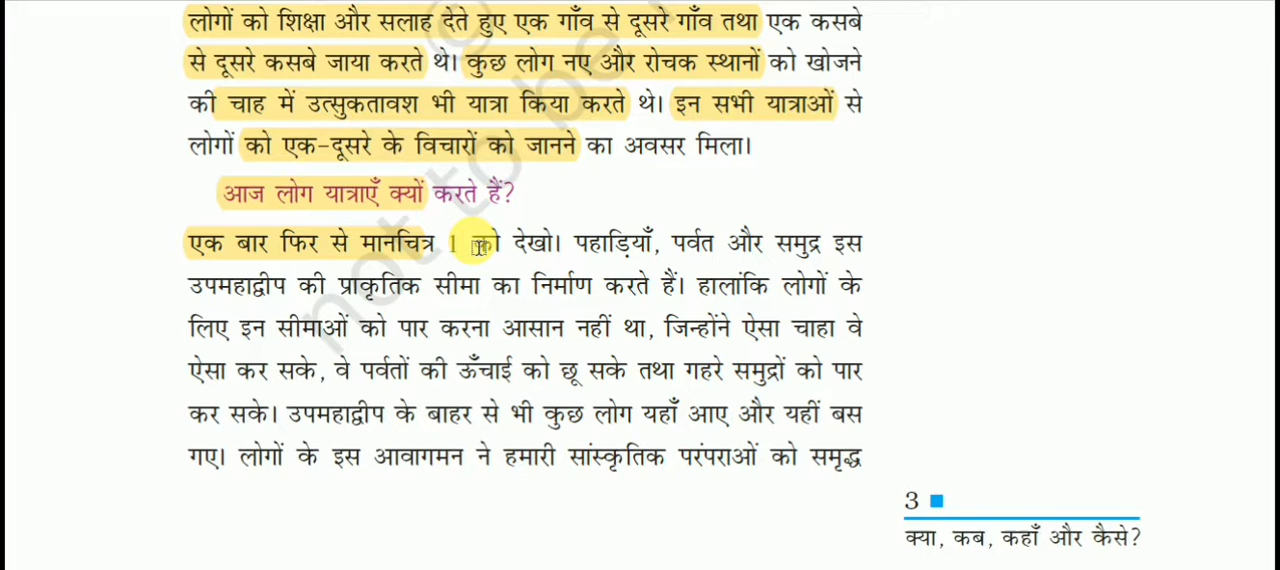 लोगों को शिक्षा और सलाह देते हुए एक गाँव से दूसरे गाँव तथा एक कसबे
से दूसरे कसबे जाया करते थे। कुछ लोग नए और रोचक स्थानों को खोजने
की चाह में उत्सुकतावश भी यात्रा किया करते थे। इन सभी यात्राओं से
लोगों को एक-दूसरे के विचारों को जानने का अवसर मिला।
आज लोग यात्राएँ क्यों करते हैं?
एक बार फिर से मानचित्र 1 को देखो। पहाड़ियाँ, पर्वत और समुद्र इस
उपमहाद्वीप की प्राकृतिक सीमा का निर्माण करते हैं। हालांकि लोगों के
लिए इन सीमाओं को पार करना आसान नहीं था, जिन्होंने ऐसा चाहा वे
ऐसा कर सके, वे पर्वतों की ऊँचाई को छू सके तथा गहरे समुद्रों को पार
कर सके। उपमहाद्वीप के बाहर से भी कुछ लोग यहाँ आए और यहीं बस
गए। लोगों के इस आवागमन ने हमारी सांस्कृतिक परंपराओं को समृद्ध
3
क्या, कब, कहाँ और कैसे?
not to be
©